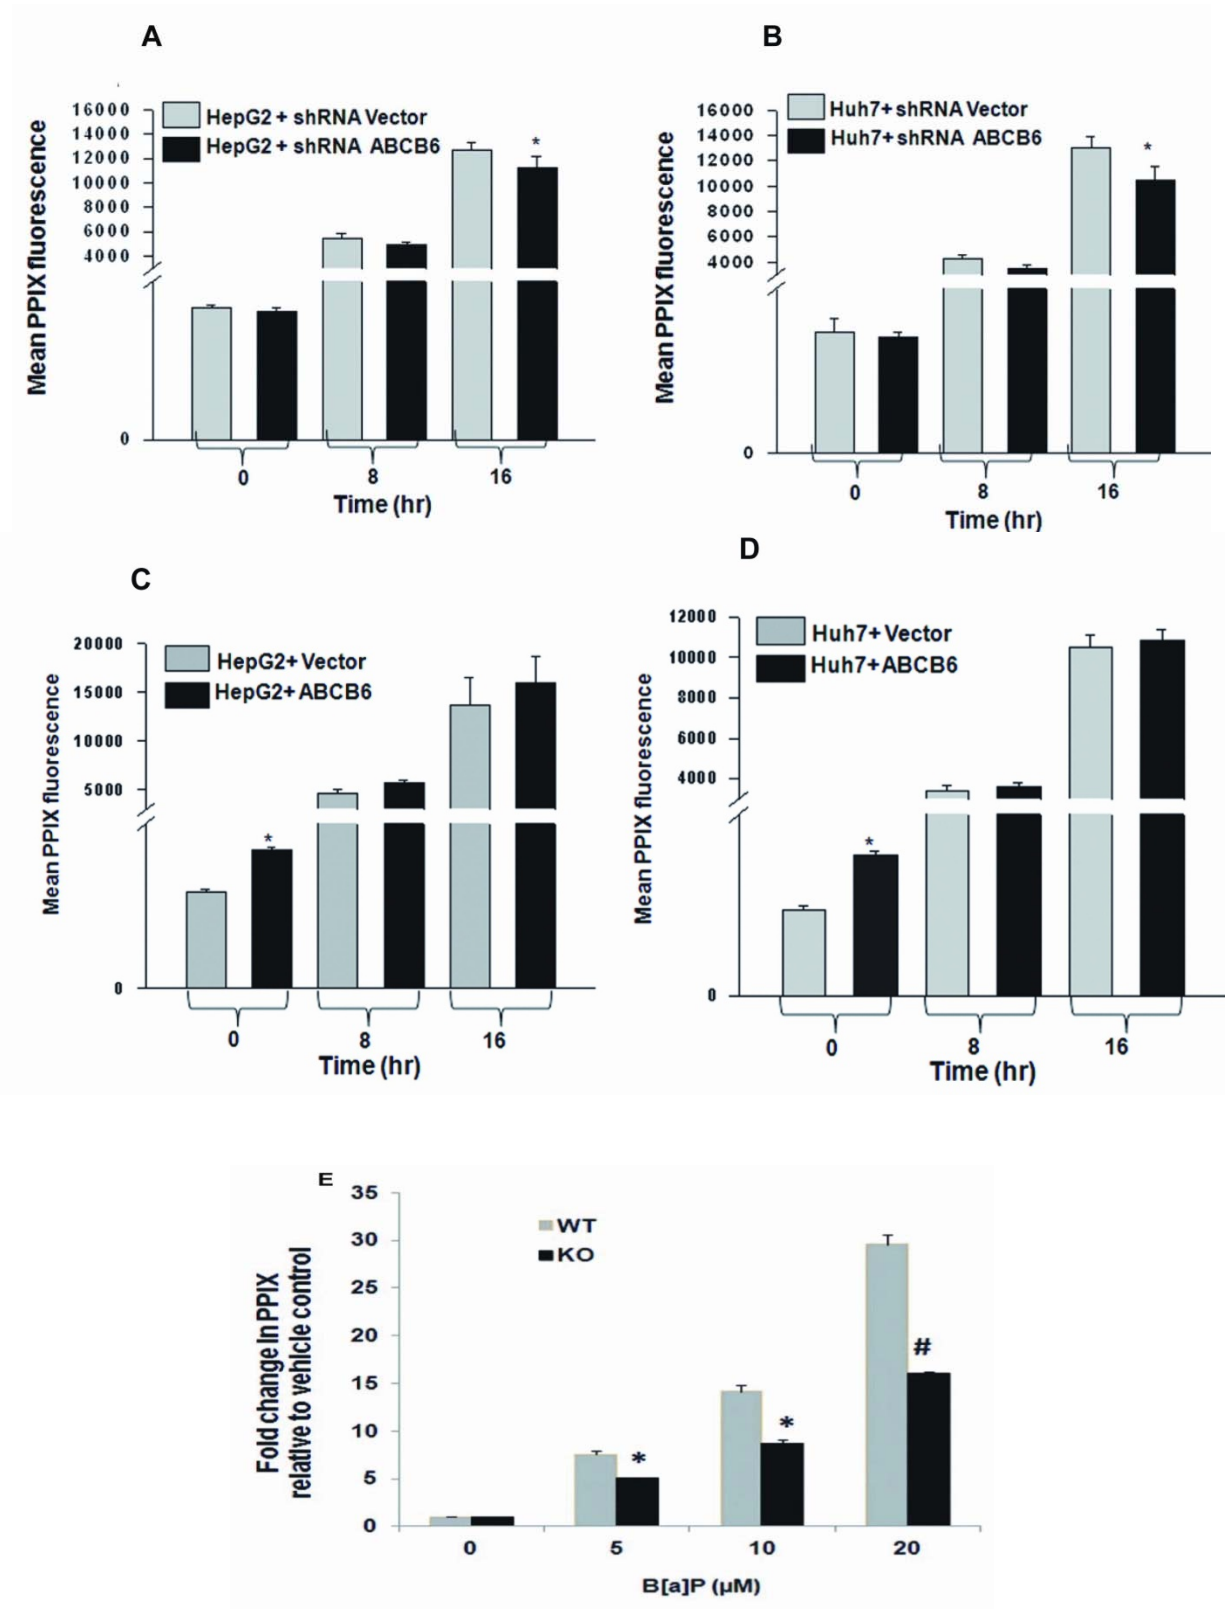 A
16000
14000
12000
10000
8000
6000
4000
0
Mean PPIX fluorescence
HepG2 + shRNA Vector
HepG2 + shRNA ABCB6
*
0
8
16
Time (hr)
B
16000
14000
12000
10000
8000
6000
4000
0
Mean PPIX fluorescence
Huh7+ shRNA Vector
Huh7+ shRNA ABCB6
*
0
8
16
Time (hr)
C
20000
15000
10000
5000
0
Mean PPIX fluorescence
HepG2+ Vector
HepG2+ ABCB6
*
0
8
16
Time (hr)
D
12000
10000
8000
6000
4000
0
Mean PPIX fluorescence
Huh7+ Vector
Huh7+ ABCB6
*
0
8
16
Time (hr)
E
35
30
25
20
15
10
5
0
Fold change in PPIX
relative to vehicle control
WT
KO
*
*
#
0
5
10
20
B[a]P (µM)